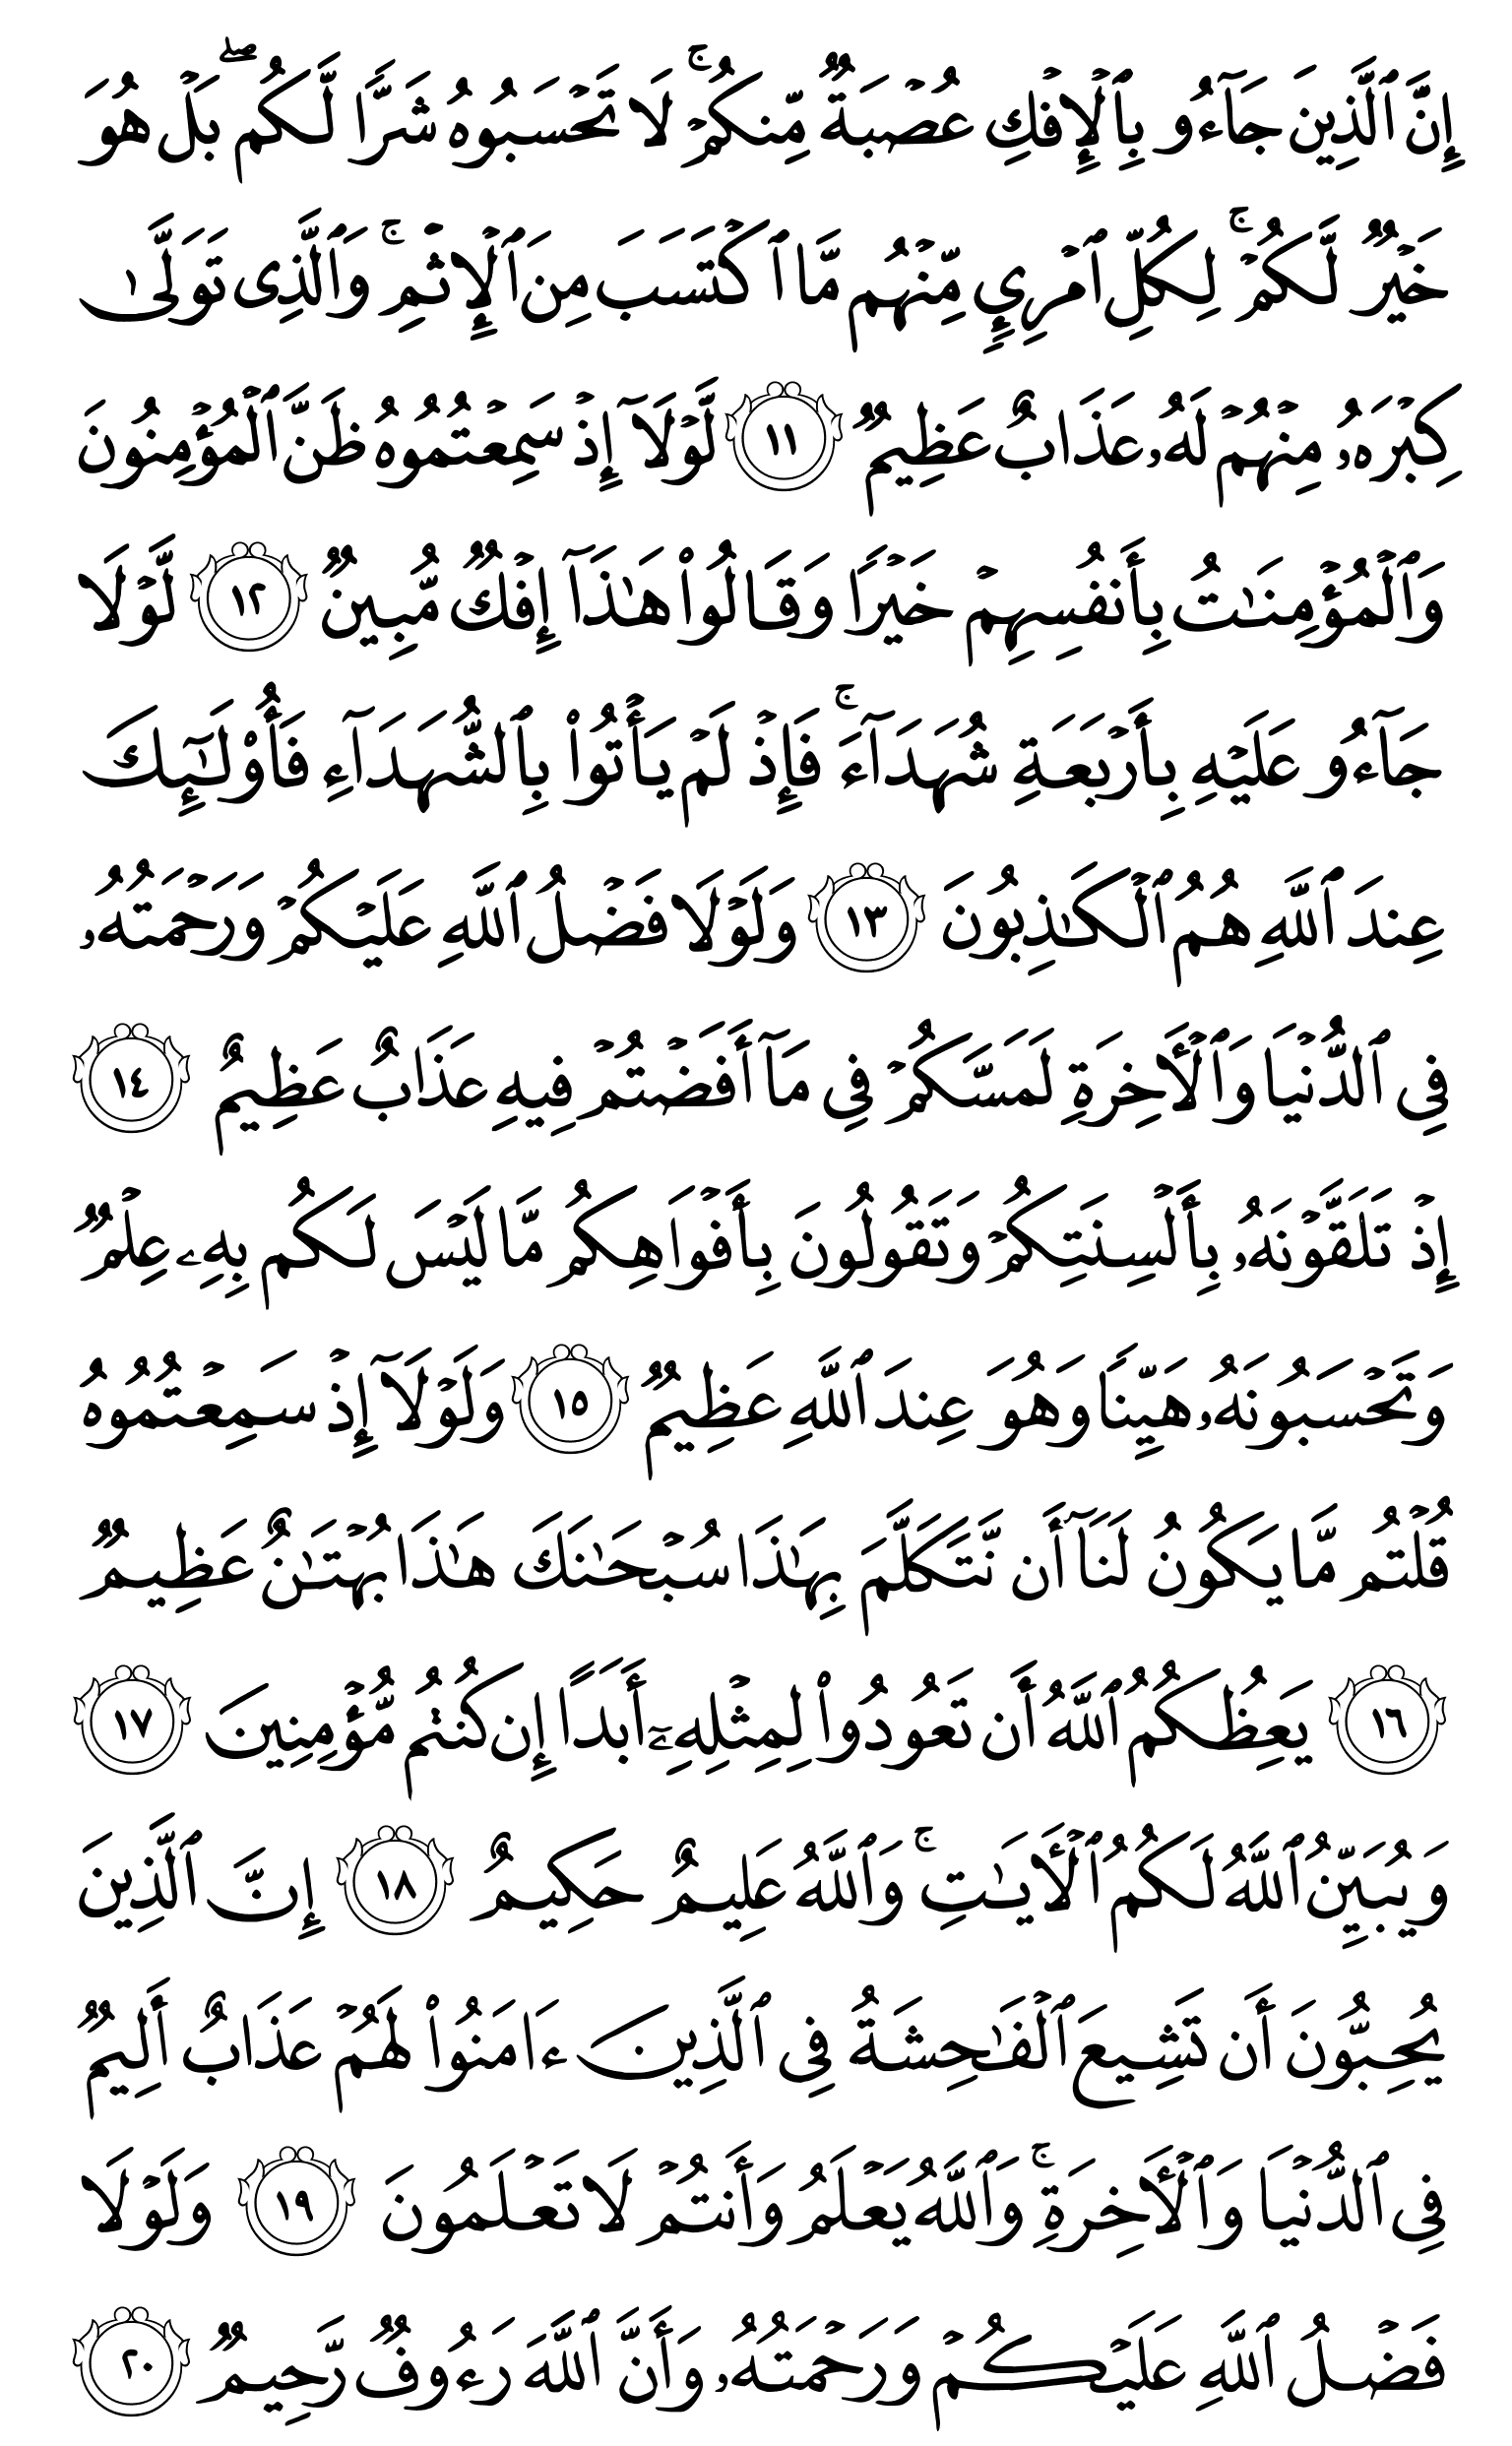 إِنَّ ٱلَّذِينَ جَآءُو بِٱلۡإِفۡكِ عُصۡبَةٞ مِّنكُمۡۚ لَا تَحۡسَبُوهُ شَرّٗا لَّكُمۖ بَلۡ هُوَ
خَيۡرٞ لَّكُمۡۚ لِكُلِّ ٱمۡرِيٕٖ مِّنۡهُم مَّا ٱكۡتَسَبَ مِنَ ٱلۡإِثۡمِۚ وَٱلَّذِي تَوَلَّىٰ
كِبۡرَهُۥ مِنۡهُمۡ لَهُۥ عَذَابٌ عَظِيمٞ ١١ لَّوۡلَآ إِذۡ سَمِعۡتُمُوهُ ظَنَّ ٱلۡمُؤۡمِنُونَ
وَٱلۡمُؤۡمِنَٰتُ بِأَنفُسِهِمۡ خَيۡرٗا وَقَالُواْ هَٰذَآ إِفۡكٞ مُّبِينٞ ١٢ لَّوۡلَا
جَآءُو عَلَيۡهِ بِأَرۡبَعَةِ شُهَدَآءَۚ فَإِذۡ لَمۡ يَأۡتُواْ بِٱلشُّهَدَآءِ فَأُوْلَٰٓئِكَ
عِندَ ٱللَّهِ هُمُ ٱلۡكَٰذِبُونَ ١٣ وَلَوۡلَا فَضۡلُ ٱللَّهِ عَلَيۡكُمۡ وَرَحۡمَتُهُۥ
فِي ٱلدُّنۡيَا وَٱلۡأٓخِرَةِ لَمَسَّكُمۡ فِي مَآ أَفَضۡتُمۡ فِيهِ عَذَابٌ عَظِيمٌ ١٤
إِذۡ تَلَقَّوۡنَهُۥ بِأَلۡسِنَتِكُمۡ وَتَقُولُونَ بِأَفۡوَاهِكُم مَّا لَيۡسَ لَكُم بِهِۦ عِلۡمٞ
وَتَحۡسَبُونَهُۥ هَيِّنٗا وَهُوَ عِندَ ٱللَّهِ عَظِيمٞ ١٥ وَلَوۡلَآ إِذۡ سَمِعۡتُمُوهُ
قُلۡتُم مَّا يَكُونُ لَنَآ أَن نَّتَكَلَّمَ بِهَٰذَا سُبۡحَٰنَكَ هَٰذَا بُهۡتَٰنٌ عَظِيمٞ
١٦ يَعِظُكُمُ ٱللَّهُ أَن تَعُودُواْ لِمِثۡلِهِۦٓ أَبَدًا إِن كُنتُم مُّؤۡمِنِينَ ١٧
وَيُبَيِّنُ ٱللَّهُ لَكُمُ ٱلۡأٓيَٰتِۚ وَٱللَّهُ عَلِيمٌ حَكِيمٌ ١٨ إِنَّ ٱلَّذِينَ
يُحِبُّونَ أَن تَشِيعَ ٱلۡفَٰحِشَةُ فِي ٱلَّذِينَ ءَامَنُواْ لَهُمۡ عَذَابٌ أَلِيمٞ
فِي ٱلدُّنۡيَا وَٱلۡأٓخِرَةِۚ وَٱللَّهُ يَعۡلَمُ وَأَنتُمۡ لَا تَعۡلَمُونَ ١٩ وَلَوۡلَا
فَضۡلُ ٱللَّهِ عَلَيۡكُمۡ وَرَحۡمَتُهُۥ وَأَنَّ ٱللَّهَ رَءُوفٞ رَّحِيمٞ ٢٠